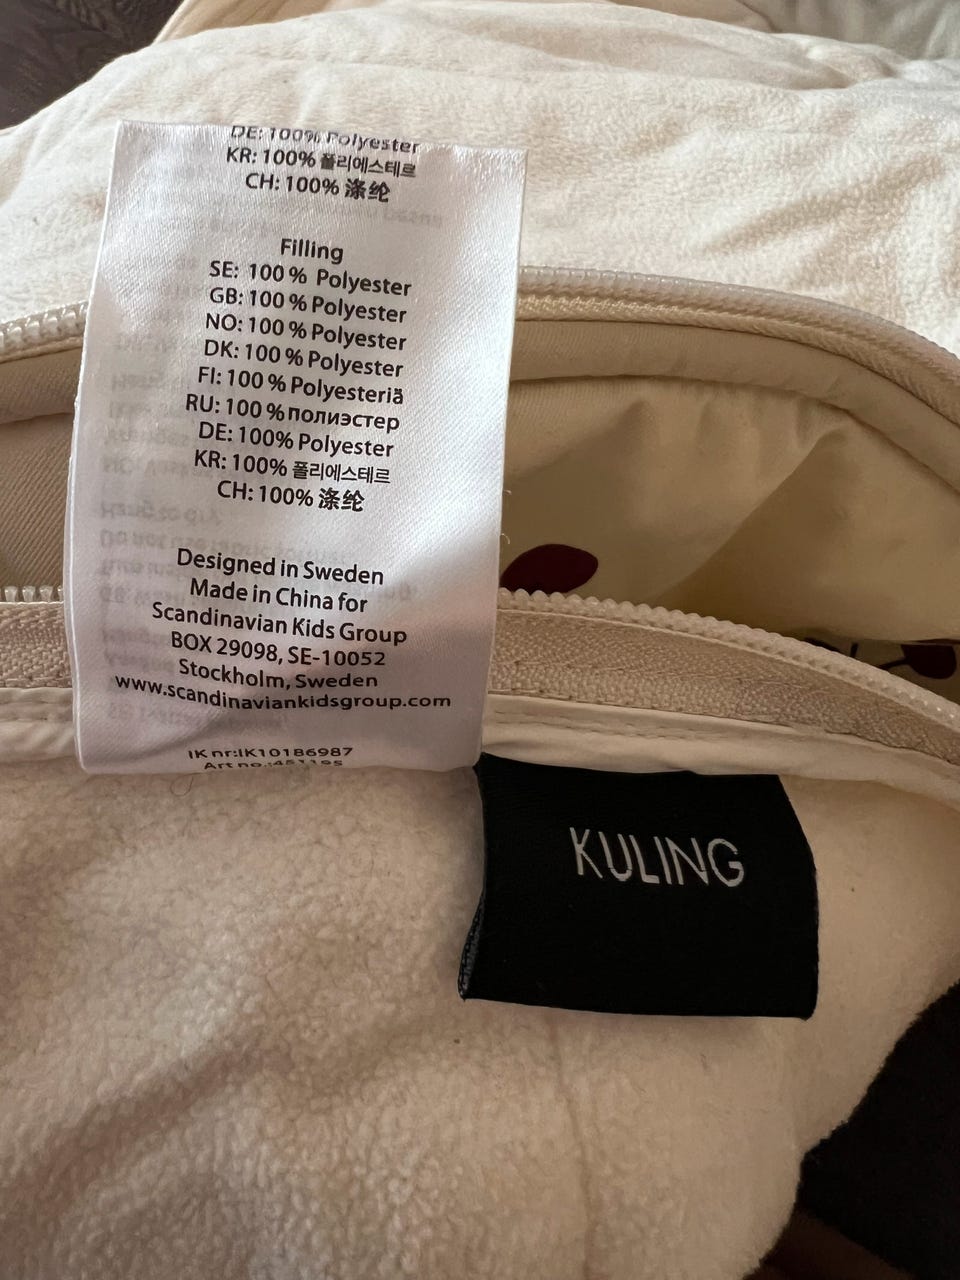 DE: 100% Polyester
KR: 100% 폴리에스테르
CH: 100% 涤纶
Filling
SE: 100 % Polyester
GB: 100 % Polyester
NO: 100 % Polyester
DK: 100 % Polyester
FI: 100 % Polyesteriä
RU: 100 % полиэстер
DE: 100% Polyester
KR: 100% 폴리에스테르
CH: 100% 涤纶
Designed in Sweden
Made in China for
Scandinavian Kids Group
BOX 29098, SE-10052
Stockholm, Sweden
www.scandinaviankidsgroup.com
IK nr:IK10186987
Art no.:451195
KULING